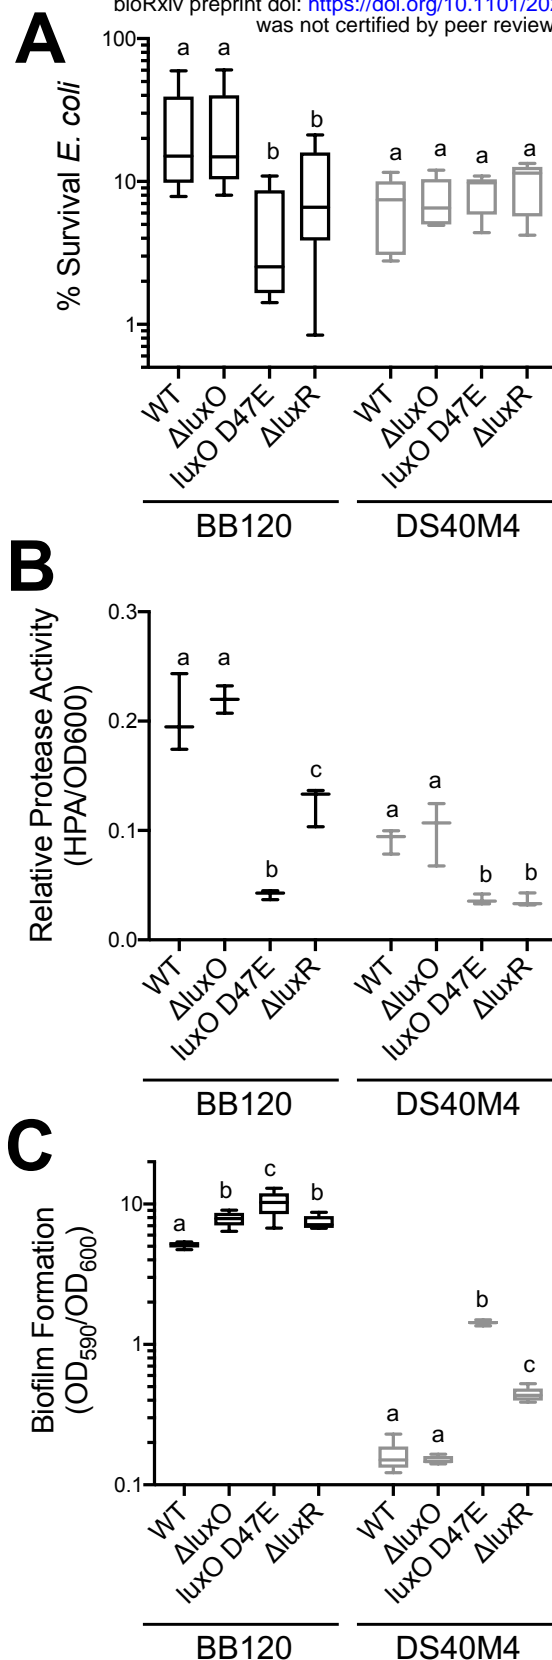 bioRxiv preprint doi: https://doi.org/10.1101/202
was not certified by peer review
A
% Survival E. coli
100
10
1
a a b b a a a a
WT ΔluxO luxO D47E ΔluxR WT ΔluxO luxO D47E ΔluxR
BB120 DS40M4
B
Relative Protease Activity
(HPA/OD600)
0.3
0.2
0.1
0.0
a a b c a a b b
WT ΔluxO luxO D47E ΔluxR WT ΔluxO luxO D47E ΔluxR
BB120 DS40M4
C
Biofilm Formation
(OD590/OD600)
10
1
0.1
a b c b a a b c
WT ΔluxO luxO D47E ΔluxR WT ΔluxO luxO D47E ΔluxR
BB120 DS40M4